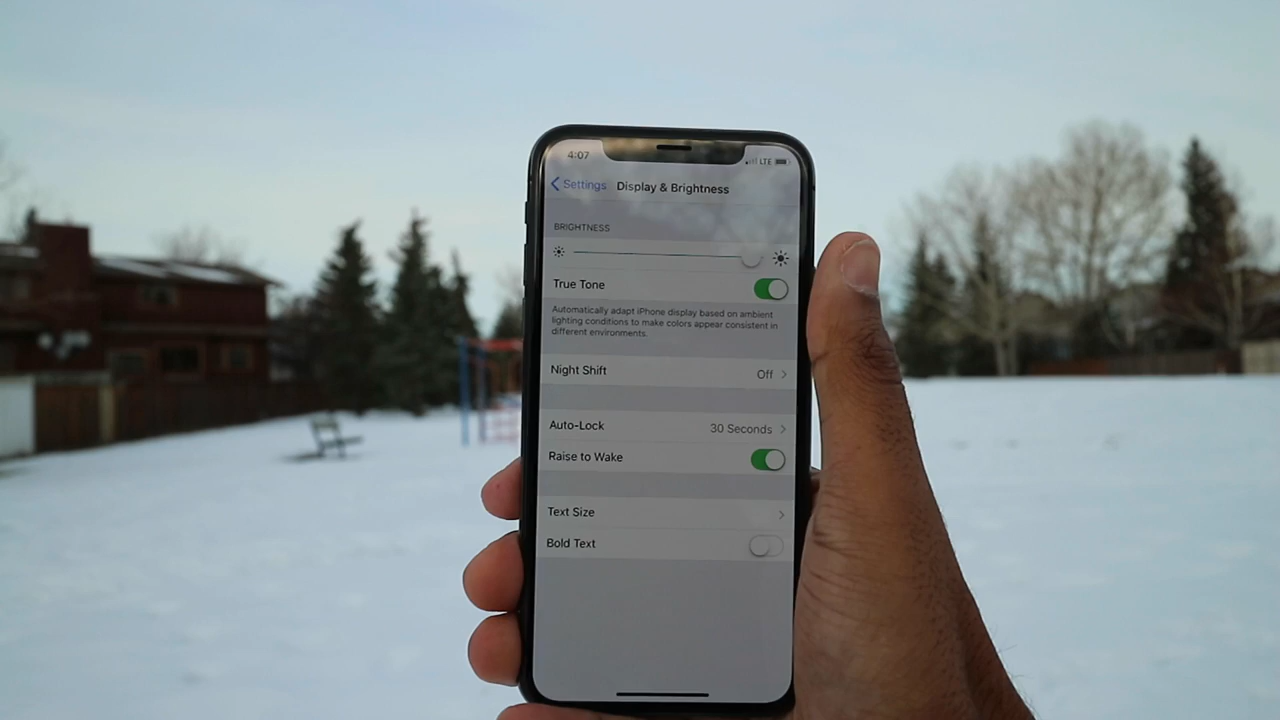 4:07 LTE
Settings Display & Brightness
BRIGHTNESS
True Tone
Automatically adapt iPhone display based on ambient
lighting conditions to make colors appear consistent in
different environments.
Night Shift Off
Auto-Lock 30 Seconds
Raise to Wake
Text Size
Bold Text